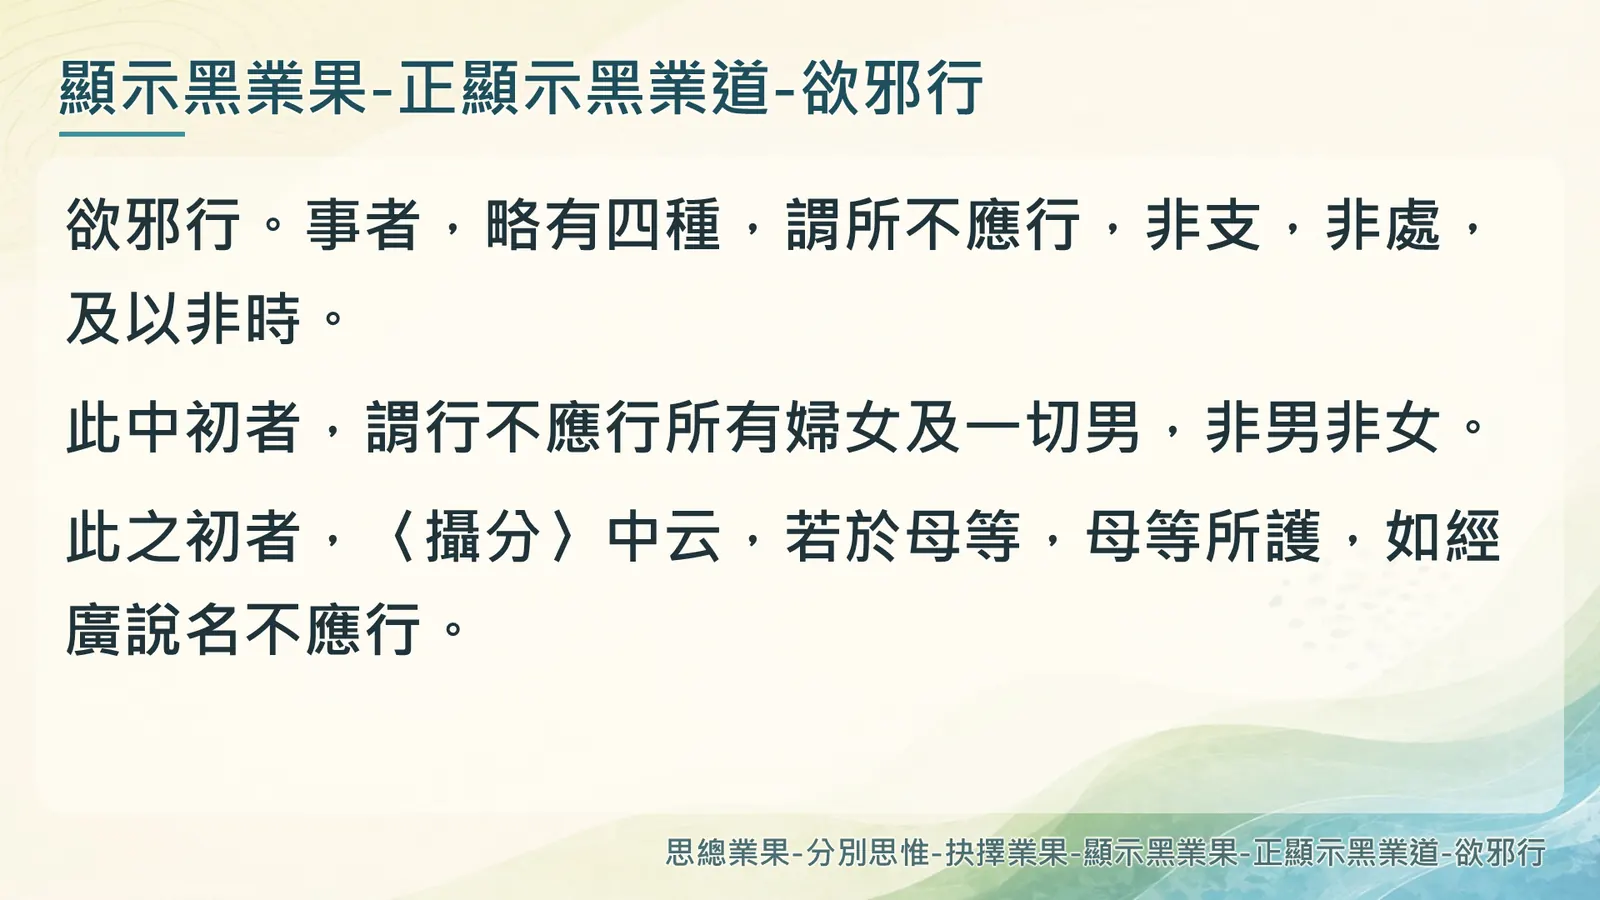 顯示黑業果-正顯示黑業道-欲邪行
欲邪行。事者，略有四種，謂所不應行，非支，非處，
及以非時。
此中初者，謂行不應行所有婦女及一切男，非男非女。
此之初者，〈攝分〉中云，若於母等，母等所護，如經
廣說名不應行。
思總業果-分別思惟-抉擇業果-顯示黑業果-正顯示黑業道-欲邪行